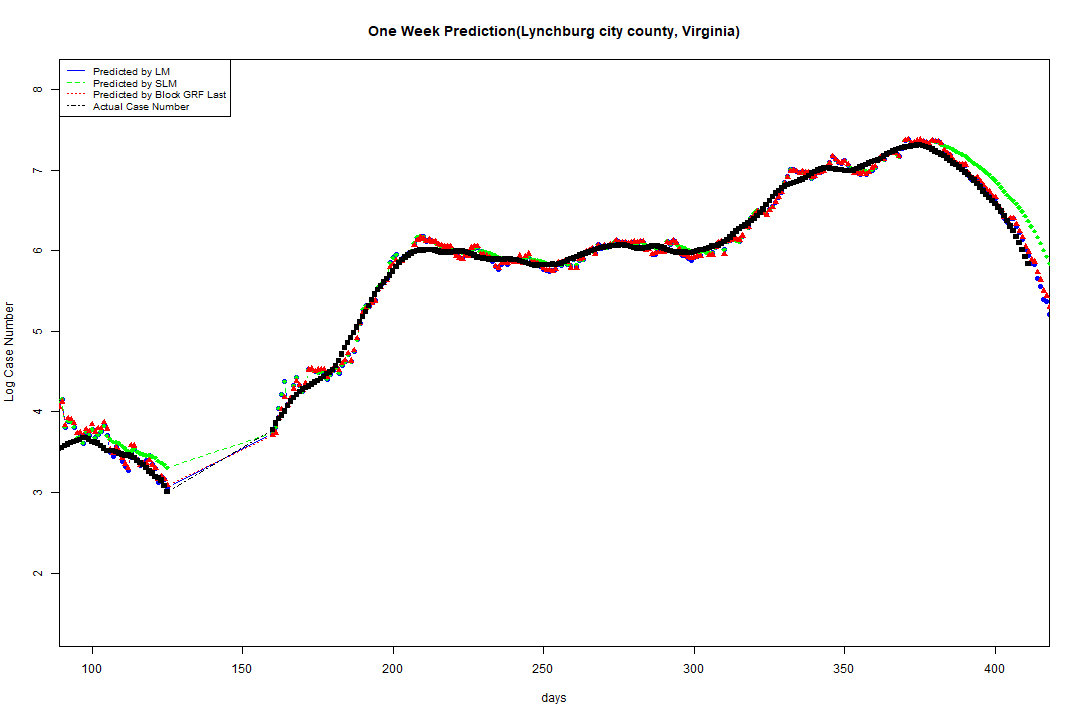 One Week Prediction(Lynchburg city county, Virginia)
Predicted by LM
Predicted by SLM
Predicted by Block GRF Last
Actual Case Number
Log Case Number
8
7
6
5
4
3
2
100 150 200 250 300 350 400
days